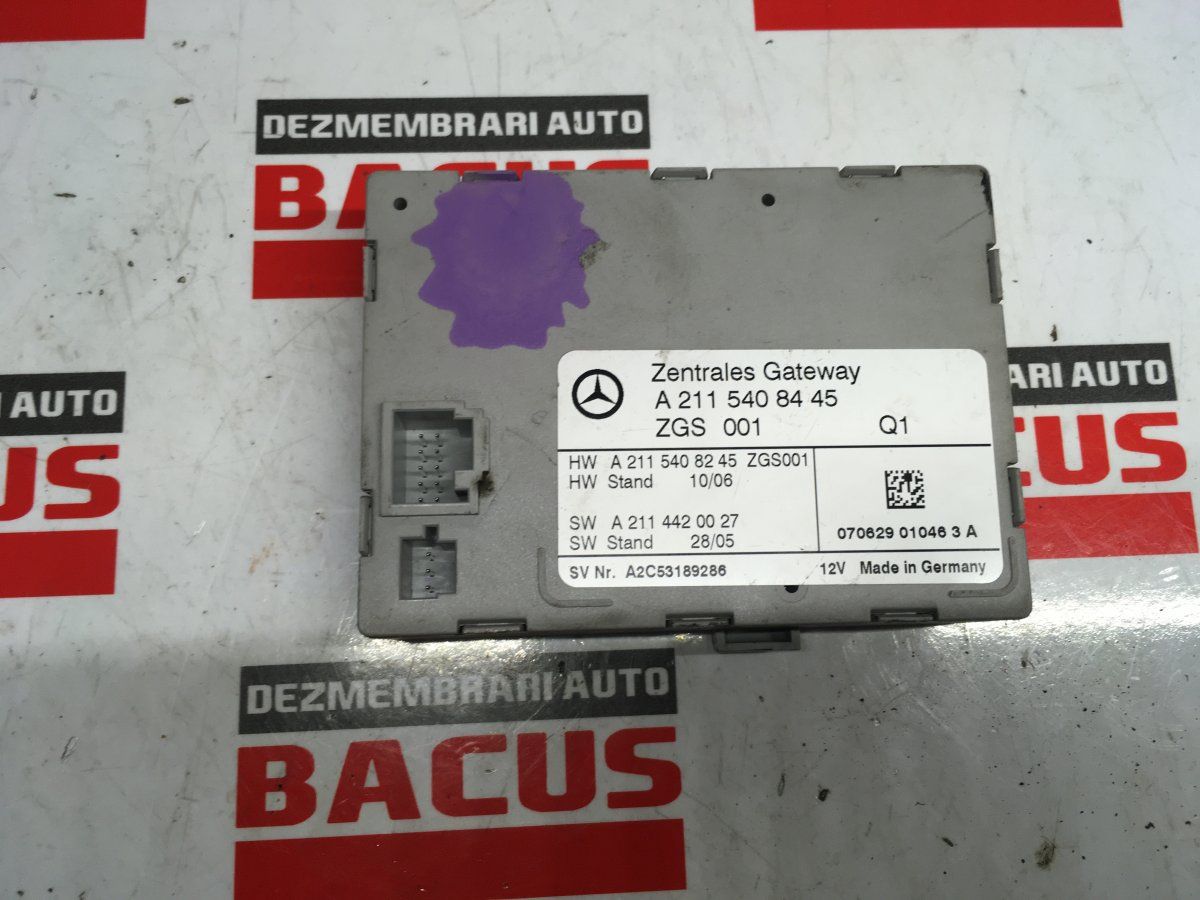 DEZMEMBRARI AUTO
BACUS
ARI AUTO
US
ARI AUTO
CUS
Zentrales Gateway
A 211 540 84 45
ZGS 001 Q1
HW A 211 540 82 45 ZGS001
HW Stand 10/06
SW A 211 442 00 27
SW Stand 28/05
070629 01046 3 A
SV Nr. A2C53189286 12V Made in Germany
DEZMEMBRARI AUTO
BACUS